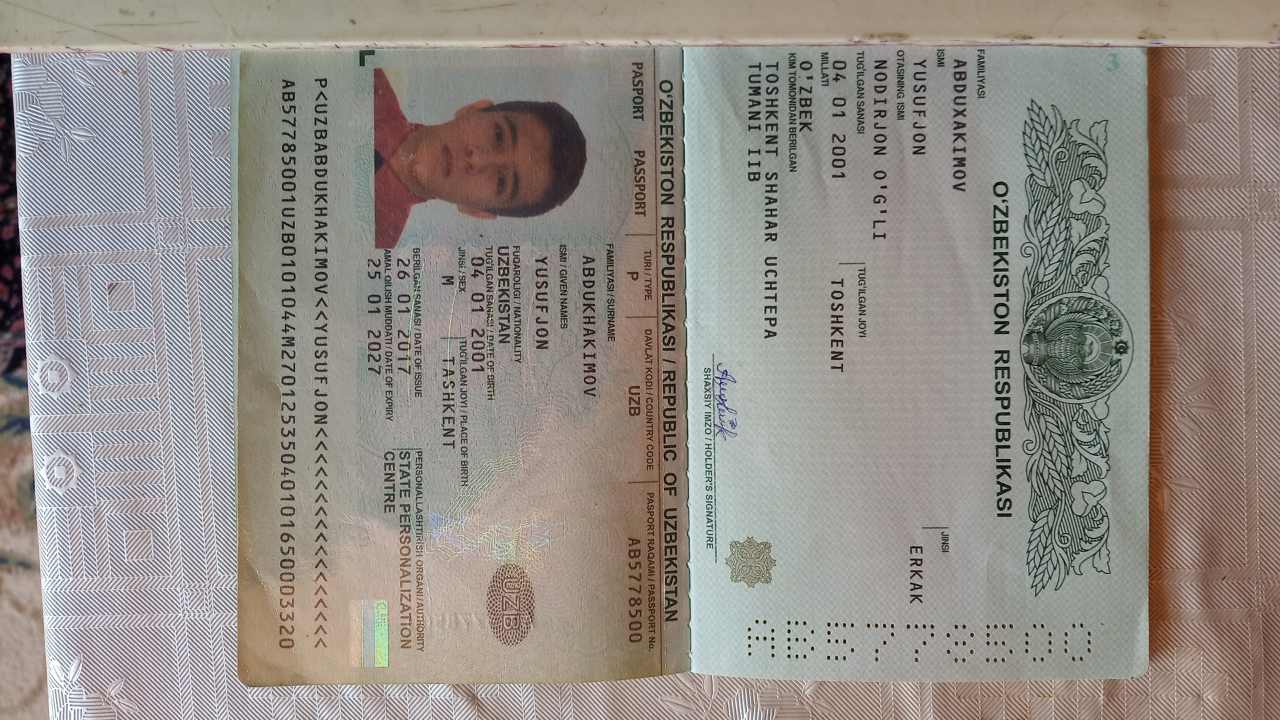 3
O'ZBEKISTON RESPUBLIKASI
FAMILIYASI
ABDUXAKIMOV
ISMI
YUSUFJON
JINSI
ERKAK
OTASINING ISMI
NODIRJON O'G'LI
TUG'ILGAN SANASI
04 01 2001
TUG'ILGAN JOYI
TOSHKENT
MILLATI
O'ZBEK
KIM TOMONIDAN BERILGAN
TOSHKENT SHAHAR UCHTEPA
TUMANI IIB
SHAXSIY IMZO / HOLDER'S SIGNATURE
AB5778500
O'ZBEKISTON RESPUBLIKASI / REPUBLIC OF UZBEKISTAN
PASPORT PASSPORT
TURI / TYPE
P
DAVLAT KODI / COUNTRY CODE
UZB
PASPORT RAQAMI / PASSPORT No.
AB5778500
FAMILIYASI / SURNAME
ABDUKHAKIMOV
ISMI / GIVEN NAMES
YUSUFJON
FUQAROLIGI / NATIONALITY
UZBEKISTAN
TUG'ILGAN SANASI / DATE OF BIRTH
04 01 2001
JINSI / SEX
M
TUG'ILGAN JOYI / PLACE OF BIRTH
TASHKENT
BERILGAN SANASI / DATE OF ISSUE
26 01 2017
PERSONALLASHTIRISH ORGANI / AUTHORITY
STATE PERSONALIZATION
CENTRE
AMAL QILISH MUDDATI / DATE OF EXPIRY
25 01 2027
UZB
P<UZBABDUKHAKIMOV<<YUSUFJON<<<<<<<<<<<<<<<<<
AB57785001UZB0101044M27012535040101650003320